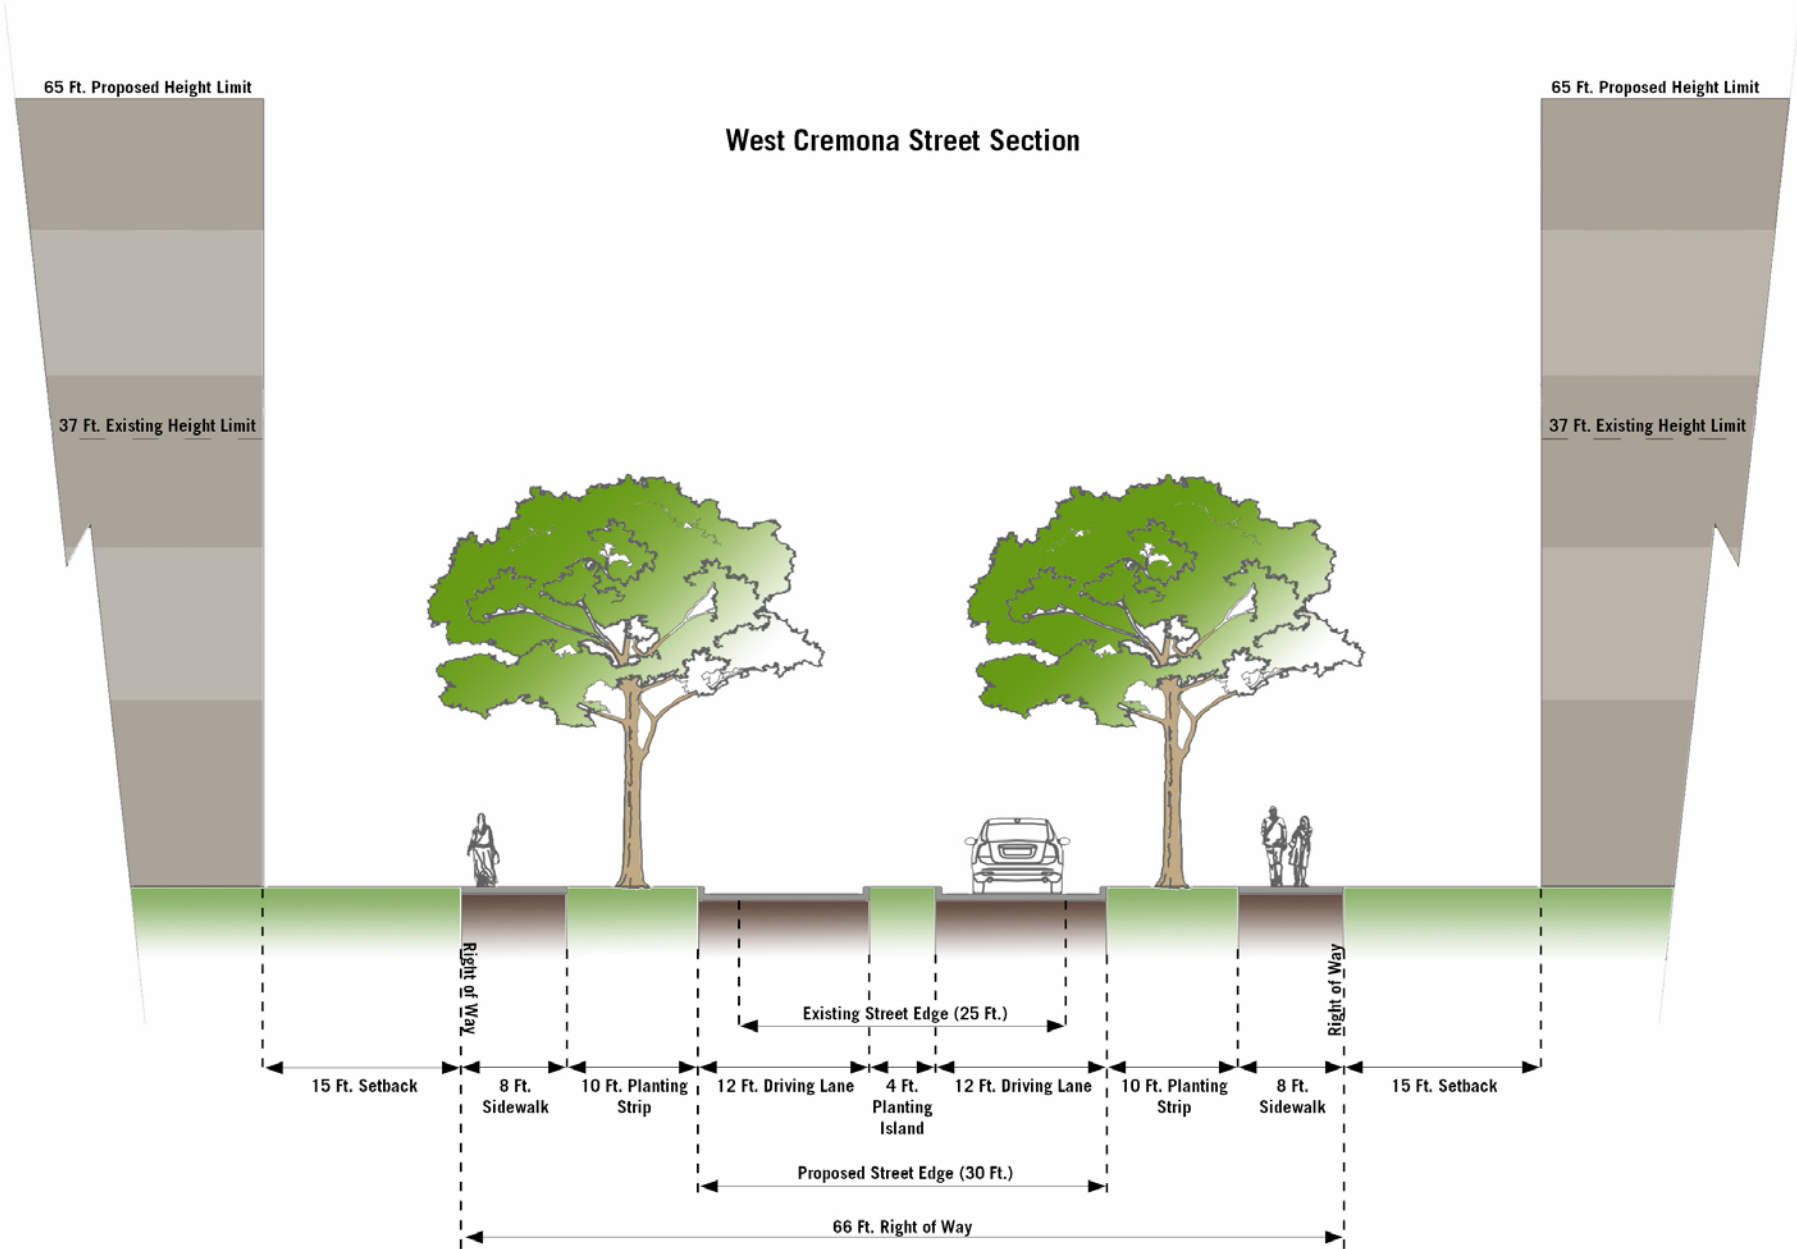 65 Ft. Proposed Height Limit
65 Ft. Proposed Height Limit
West Cremona Street Section
37 Ft. Existing Height Limit
37 Ft. Existing Height Limit
Right of Way
Right of Way
Existing Street Edge (25 Ft.)
15 Ft. Setback
8 Ft.
Sidewalk
10 Ft. Planting
Strip
12 Ft. Driving Lane
4 Ft.
Planting
Island
12 Ft. Driving Lane
10 Ft. Planting
Strip
8 Ft.
Sidewalk
15 Ft. Setback
Proposed Street Edge (30 Ft.)
66 Ft. Right of Way